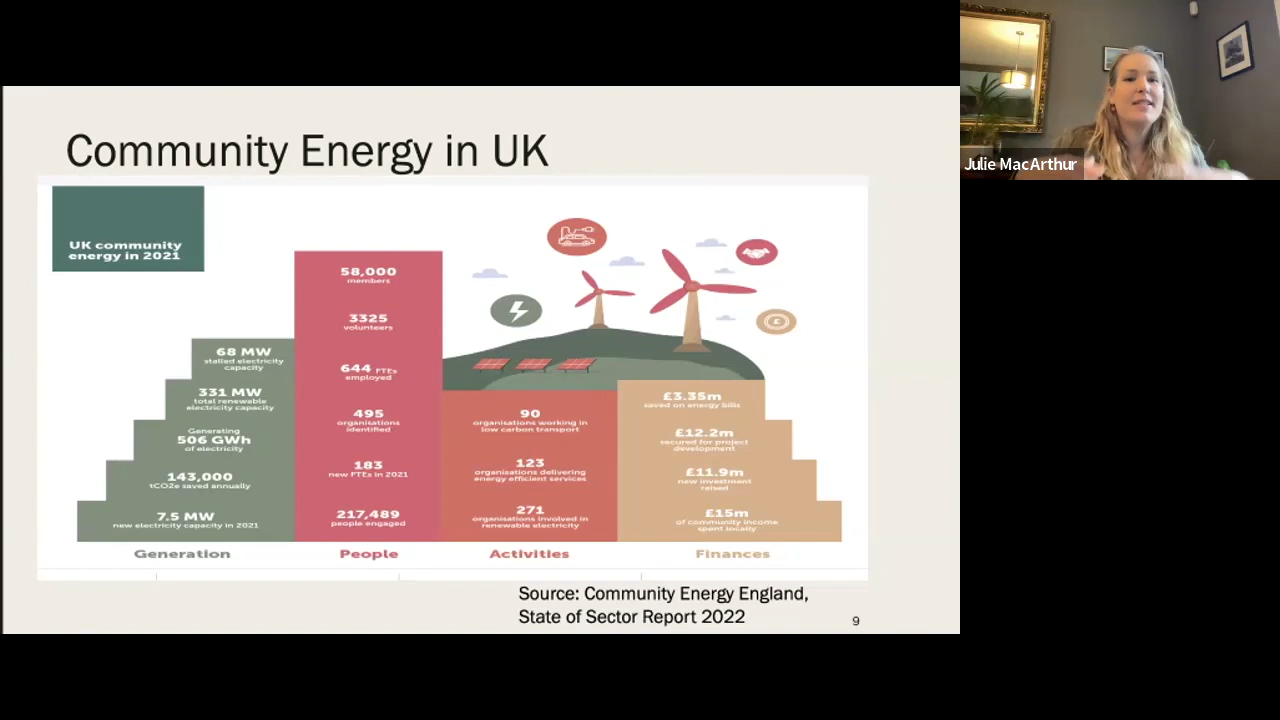 Community Energy in UK
UK community
energy in 2021
68 MW
stalled electricity
capacity
331 MW
total renewable
electricity capacity
Generating
506 GWh
of electricity
143,000
tCO2e saved annually
7.5 MW
new electricity capacity in 2021
Generation
58,000
members
3325
volunteers
644 FTEs
employed
495
organisations
identified
183
new FTEs in 2021
217,489
people engaged
People
90
organisations working in
low carbon transport
123
organisations delivering
energy efficient services
271
organisations involved in
renewable electricity
Activities
£
£3.35m
saved on energy bills
£12.2m
secured for project
development
£11.9m
new investment
raised
£15m
of community income
spent locally
Finances
Source: Community Energy England,
State of Sector Report 2022
9
Julie MacArthur